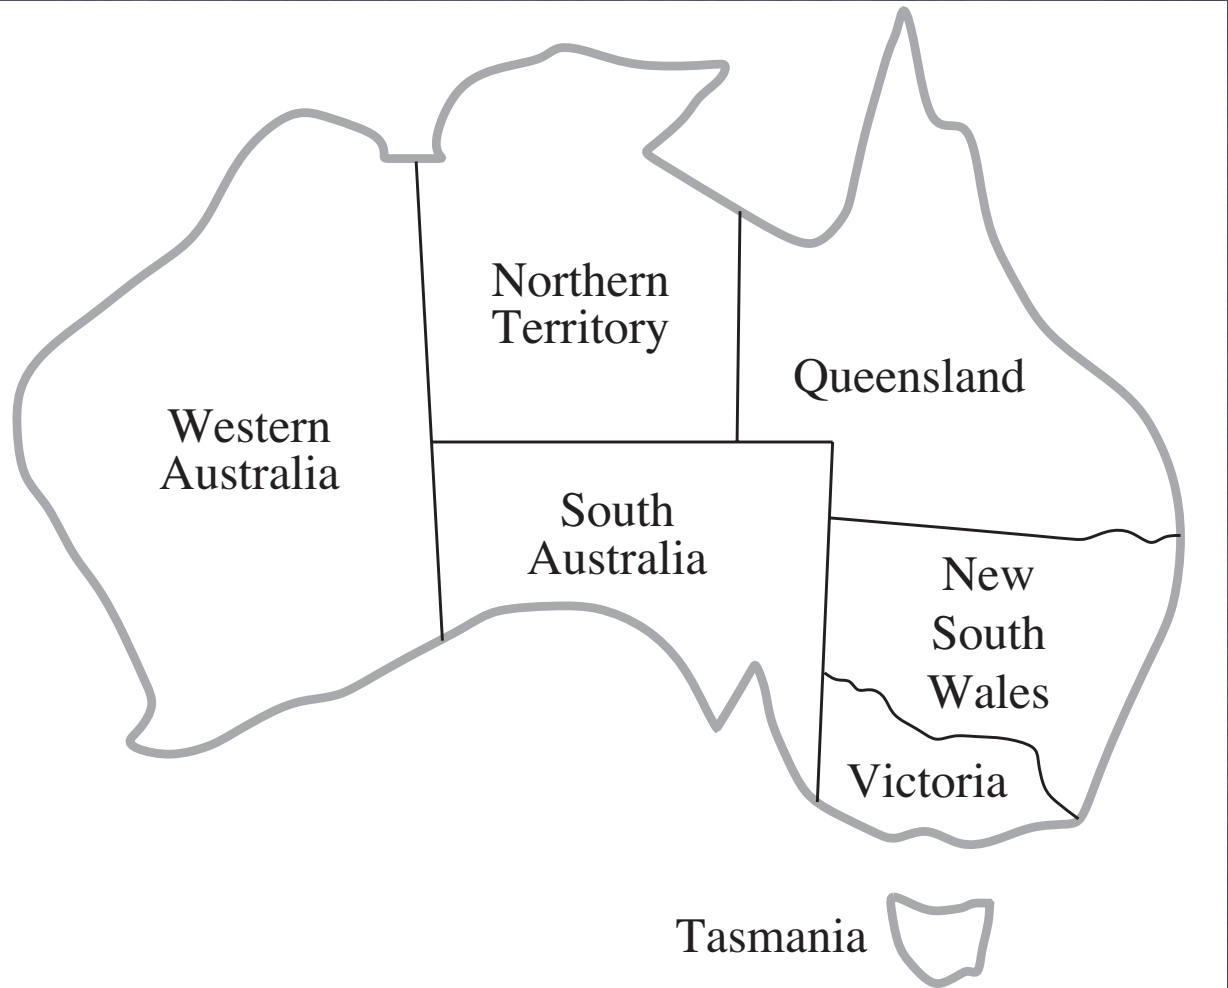 Northern
Territory
Queensland
Western
Australia
South
Australia
New
South
Wales
Victoria
Tasmania